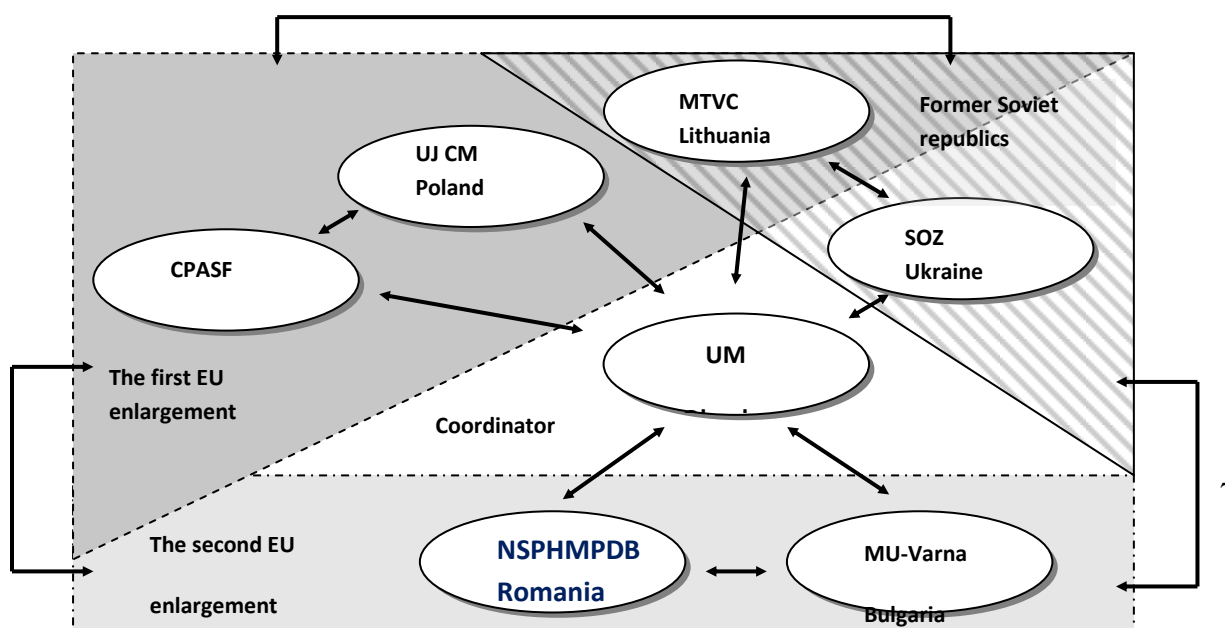 MTVC
Lithuania
Former Soviet
republics
UJ CM
Poland
SOZ
Ukraine
CPASF
UM
The first EU
enlargement
Coordinator
The second EU
enlargement
NSPHMPDB
Romania
MU-Varna
Bulgaria